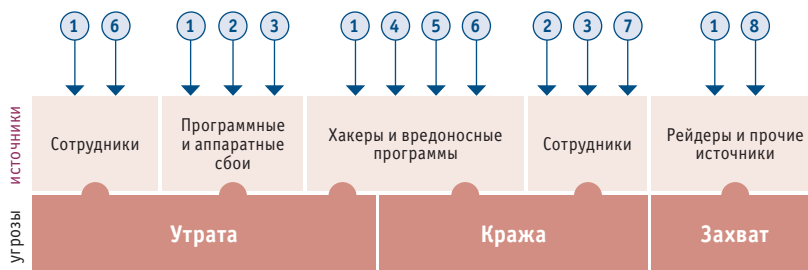 1 6 1 2 3 1 4 5 6 2 3 7 1 8
источники
Сотрудники
Программные
и аппаратные
сбои
Хакеры и вредоносные
программы
Сотрудники
Рейдеры и прочие
источники
угрозы
Утрата
Кража
Захват